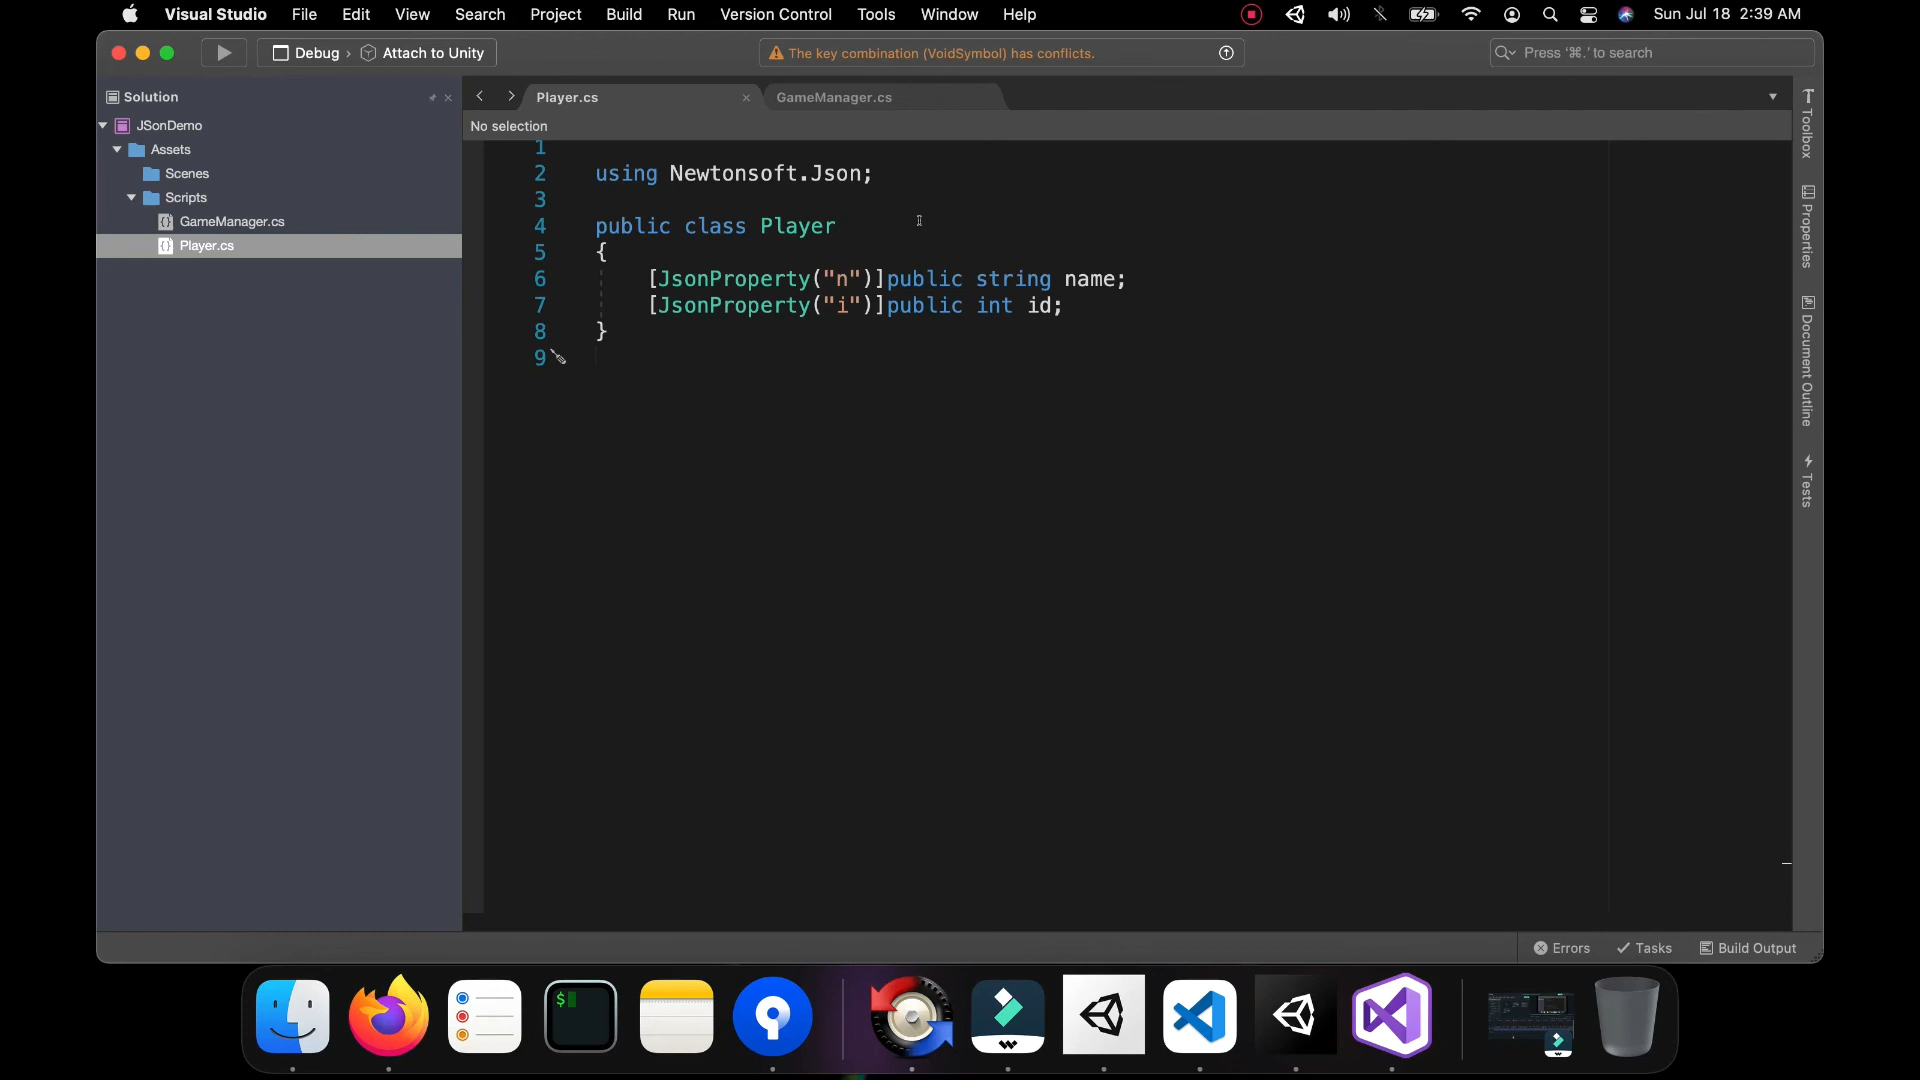 Visual Studio File Edit View Search Project Build Run Version Control Tools Window Help Sun Jul 18 2:39 AM
Debug › Attach to Unity
The key combination (VoidSymbol) has conflicts.
Press '⌘.' to search
Solution
JSonDemo
Assets
Scenes
Scripts
GameManager.cs
Player.cs
Player.cs GameManager.cs
No selection
1
2 using Newtonsoft.Json;
3
4 public class Player
5 {
6 [JsonProperty("n")]public string name;
7 [JsonProperty("i")]public int id;
8 }
9
Toolbox
Properties
Document Outline
Tests
Errors Tasks Build Output
$